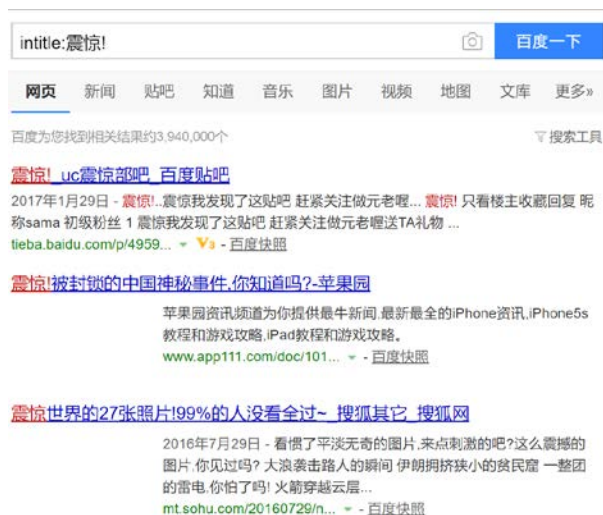 intitle:震惊!
百度一下
网页 新闻 贴吧 知道 音乐 图片 视频 地图 文库 更多»
百度为您找到相关结果约3,940,000个
搜索工具
震惊!_uc震惊部吧_百度贴吧
2017年1月29日 - 震惊!..震惊我发现了这贴吧 赶紧关注做元老喔... 震惊! 只看楼主收藏回复 昵
称sama 初级粉丝 1 震惊我发现了这贴吧 赶紧关注做元老喔送TA礼物 ...
tieba.baidu.com/p/4959... V3 - 百度快照
震惊!被封锁的中国神秘事件,你知道吗?-苹果园
苹果园资讯频道为你提供最牛新闻,最新最全的iPhone资讯,iPhone5s
教程和游戏攻略,iPad教程和游戏攻略。
www.app111.com/doc/101... - 百度快照
震惊世界的27张照片!99%的人没看全过~_搜狐其它_搜狐网
2016年7月29日 - 看惯了平淡无奇的图片,来点刺激的吧?这么震撼的
图片,你见过吗? 大浪袭击路人的瞬间 伊朗拥挤狭小的贫民窟 一整团
的雷电,你怕了吗! 火箭穿越云层...
mt.sohu.com/20160729/n... - 百度快照